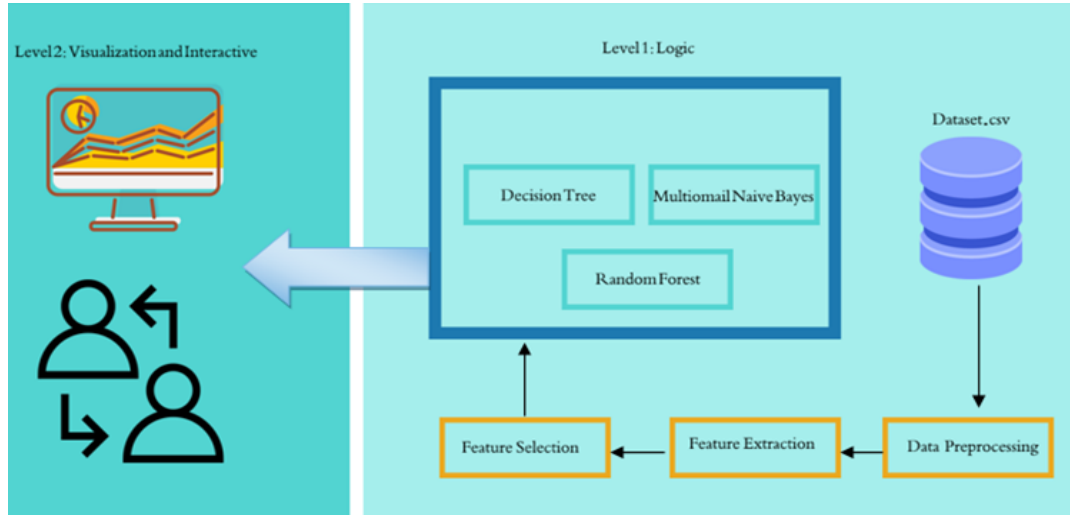 Level 2: Visualization and Interactive
Level 1: Logic
Dataset.csv
Decision Tree
Multiomail Naive Bayes
Random Forest
Feature Selection
Feature Extraction
Data Preprocessing